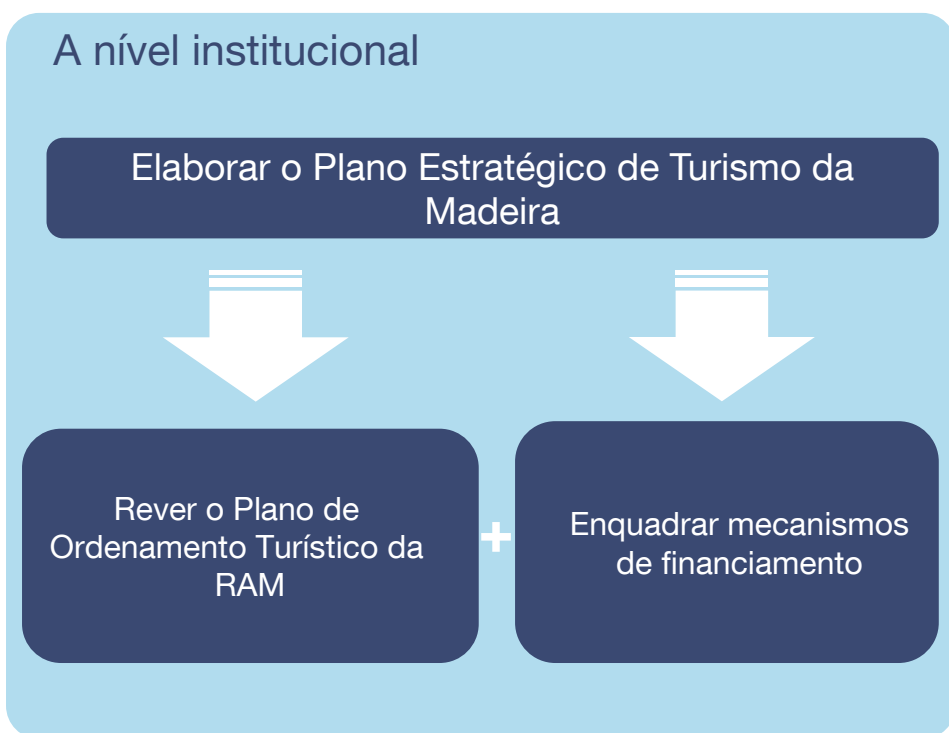 A nível institucional
Elaborar o Plano Estratégico de Turismo da
Madeira
Rever o Plano de
Ordenamento Turístico da
RAM
+
Enquadrar mecanismos
de financiamento